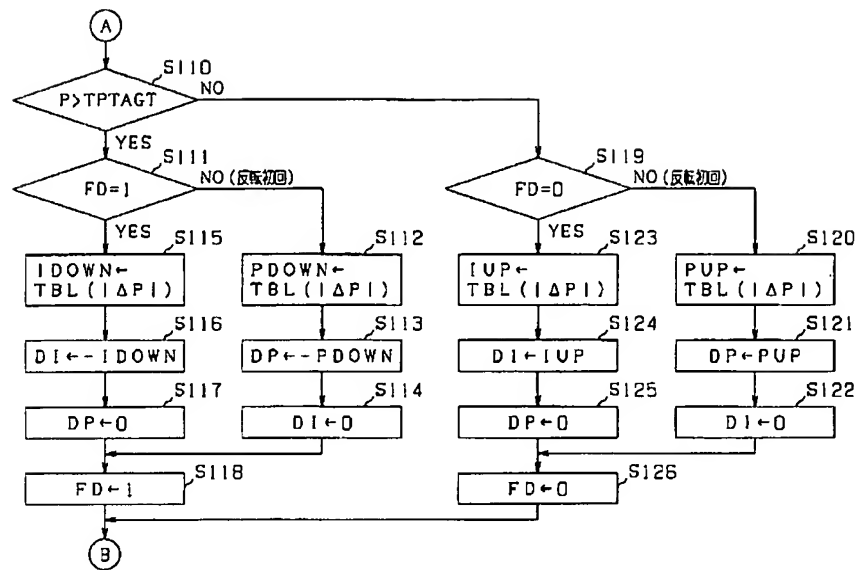 A
S110
P>TPTAGT
NO
YES
S111
FD=1
NO (反転初回)
YES
S119
FD=0
NO (反転初回)
YES
S115
IDOWN←
TBL(|ΔP|)
S112
PDOWN←
TBL(|ΔP|)
S123
IUP←
TBL(|ΔP|)
S120
PUP←
TBL(|ΔP|)
S116
DI←-IDOWN
S113
DP←-PDOWN
S124
DI←IUP
S121
DP←PUP
S117
DP←0
S114
DI←0
S125
DP←0
S122
DI←0
S118
FD←1
S126
FD←0
B